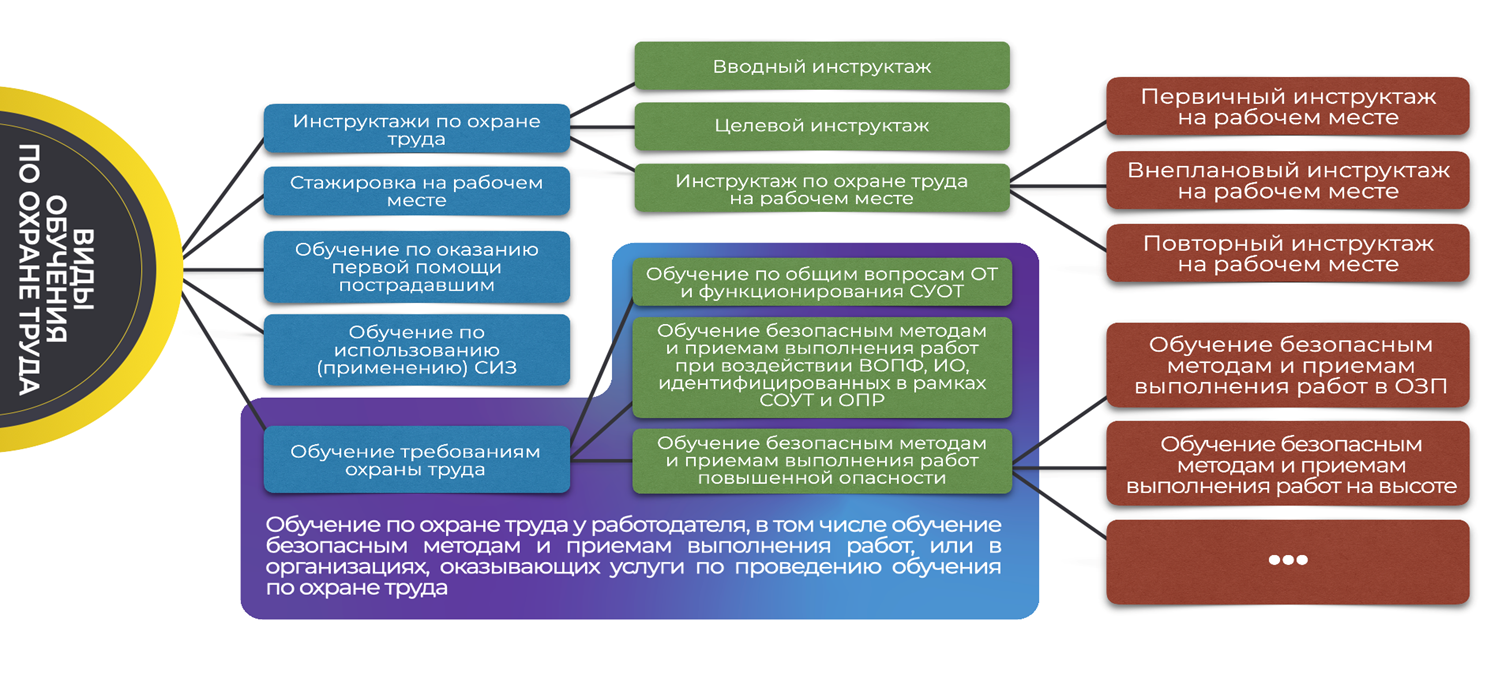 ВИДЫ
ОБУЧЕНИЯ
ПО ОХРАНЕ ТРУДА
Инструктажи по охране
труда
Стажировка на рабочем
месте
Обучение по оказанию
первой помощи
пострадавшим
Обучение по
использованию
(применению) СИЗ
Обучение требованиям
охраны труда
Вводный инструктаж
Целевой инструктаж
Инструктаж по охране труда
на рабочем месте
Обучение по общим вопросам ОТ
и функционирования СУОТ
Обучение безопасным методам
и приемам выполнения работ
при воздействии ВОПФ, ИО,
идентифицированных в рамках
СОУТ и ОПР
Обучение безопасным методам
и приемам выполнения работ
повышенной опасности
Первичный инструктаж
на рабочем месте
Внеплановый инструктаж
на рабочем месте
Повторный инструктаж
на рабочем месте
Обучение безопасным
методам и приемам
выполнения работ в ОЗП
Обучение безопасным
методам и приемам
выполнения работ на высоте
•••
Обучение по охране труда у работодателя, в том числе обучение
безопасным методам и приемам выполнения работ, или в
организациях, оказывающих услуги по проведению обучения
по охране труда